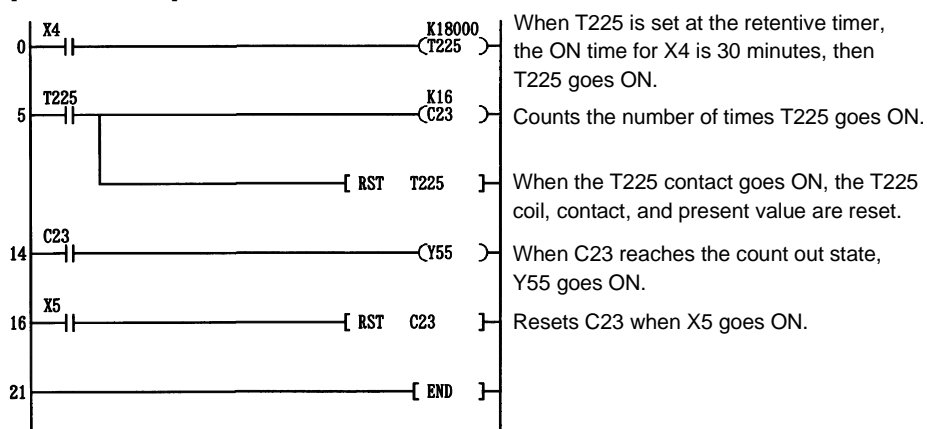 X4 K18000 When T225 is set at the retentive timer,
0 (T225 ) the ON time for X4 is 30 minutes, then
T225 goes ON.
T225 K16
5 (C23 ) Counts the number of times T225 goes ON.
[ RST T225 ] When the T225 contact goes ON, the T225
coil, contact, and present value are reset.
C23
14 (Y55 ) When C23 reaches the count out state,
Y55 goes ON.
X5
16 [ RST C23 ] Resets C23 when X5 goes ON.
21 [ END ]